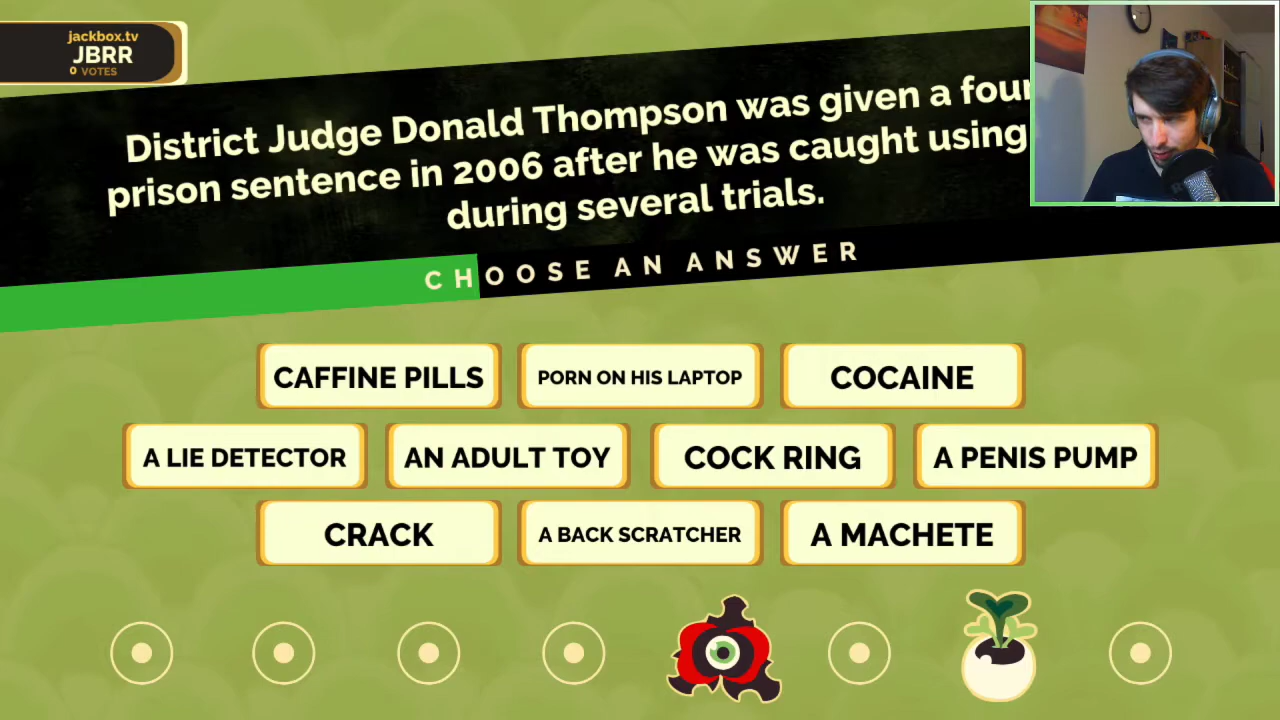 jackbox.tv
JBRR
0 VOTES
District Judge Donald Thompson was given a four
prison sentence in 2006 after he was caught using
during several trials.
CHOOSE AN ANSWER
CAFFINE PILLS
PORN ON HIS LAPTOP
COCAINE
A LIE DETECTOR
AN ADULT TOY
COCK RING
A PENIS PUMP
CRACK
A BACK SCRATCHER
A MACHETE